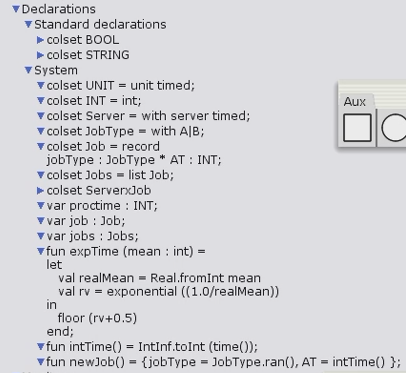 Declarations
Standard declarations
colset BOOL
colset STRING
System
colset UNIT = unit timed;
colset INT = int;
colset Server = with server timed;
colset JobType = with A|B;
colset Job = record
jobType : JobType * AT : INT;
colset Jobs = list Job;
colset ServerxJob
var proctime : INT;
var job : Job;
var jobs : Jobs;
fun expTime (mean : int) =
let
val realMean = Real.fromInt mean
val rv = exponential ((1.0/realMean))
in
floor (rv+0.5)
end;
fun intTime() = IntInf.toInt (time());
fun newJob() = {jobType = JobType.ran(), AT = intTime() };
Aux